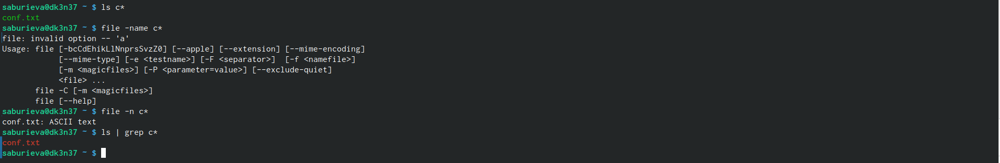 saburieva@dk3n37 ~ $ ls c*
conf.txt
saburieva@dk3n37 ~ $ file -name c*
file: invalid option -- 'a'
Usage: file [-bcCdEhikLlNnprsSvzZ0] [--apple] [--extension] [--mime-encoding]
            [--mime-type] [-e <testname>] [-F <separator>]  [-f <namefile>]
            [-m <magicfiles>] [-P <parameter=value>] [--exclude-quiet]
            <file> ...
       file -C [-m <magicfiles>]
       file [--help]
saburieva@dk3n37 ~ $ file -n c*
conf.txt: ASCII text
saburieva@dk3n37 ~ $ ls | grep c*
conf.txt
saburieva@dk3n37 ~ $